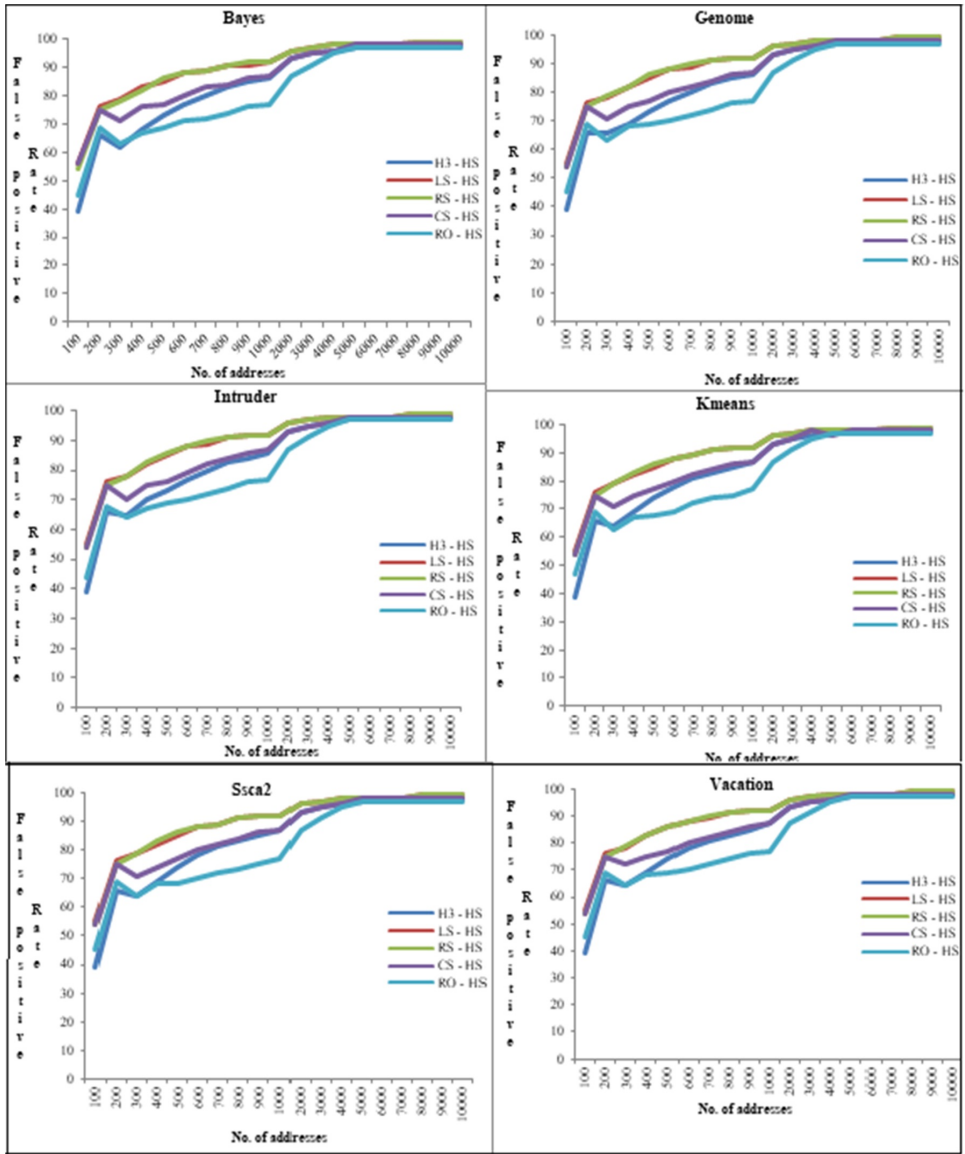 Bayes
False positive
Rate
100
90
80
70
60
50
40
30
20
10
0
100 200 300 400 500 600 700 800 900 1000 2000 3000 4000 5000 6000 7000 8000 9000 10000
No. of addresses
H3 - HS
LS - HS
RS - HS
CS - HS
RO - HS
Genome
False positive
Rate
100
90
80
70
60
50
40
30
20
10
0
100 200 300 400 500 600 700 800 900 1000 2000 3000 4000 5000 6000 7000 8000 9000 10000
No. of addresses
H3 - HS
LS - HS
RS - HS
CS - HS
RO - HS
Intruder
False positive
Rate
100
90
80
70
60
50
40
30
20
10
0
100 200 300 400 500 600 700 800 900 1000 2000 3000 4000 5000 6000 7000 8000 9000 10000
No. of addresses
H3 - HS
LS - HS
RS - HS
CS - HS
RO - HS
Kmeans
False positive
Rate
100
90
80
70
60
50
40
30
20
10
0
100 200 300 400 500 600 700 800 900 1000 2000 3000 4000 5000 6000 7000 8000 9000 10000
No. of addresses
H3 - HS
LS - HS
RS - HS
CS - HS
RO - HS
Ssca2
False positive
Rate
100
90
80
70
60
50
40
30
20
10
0
100 200 300 400 500 600 700 800 900 1000 2000 3000 4000 5000 6000 7000 8000 9000 10000
No. of addresses
H3 - HS
LS - HS
RS - HS
CS - HS
RO - HS
Vacation
False positive
Rate
100
90
80
70
60
50
40
30
20
10
0
100 200 300 400 500 600 700 800 900 1000 2000 3000 4000 5000 6000 7000 8000 9000 10000
No. of addresses
H3 - HS
LS - HS
RS - HS
CS - HS
RO - HS